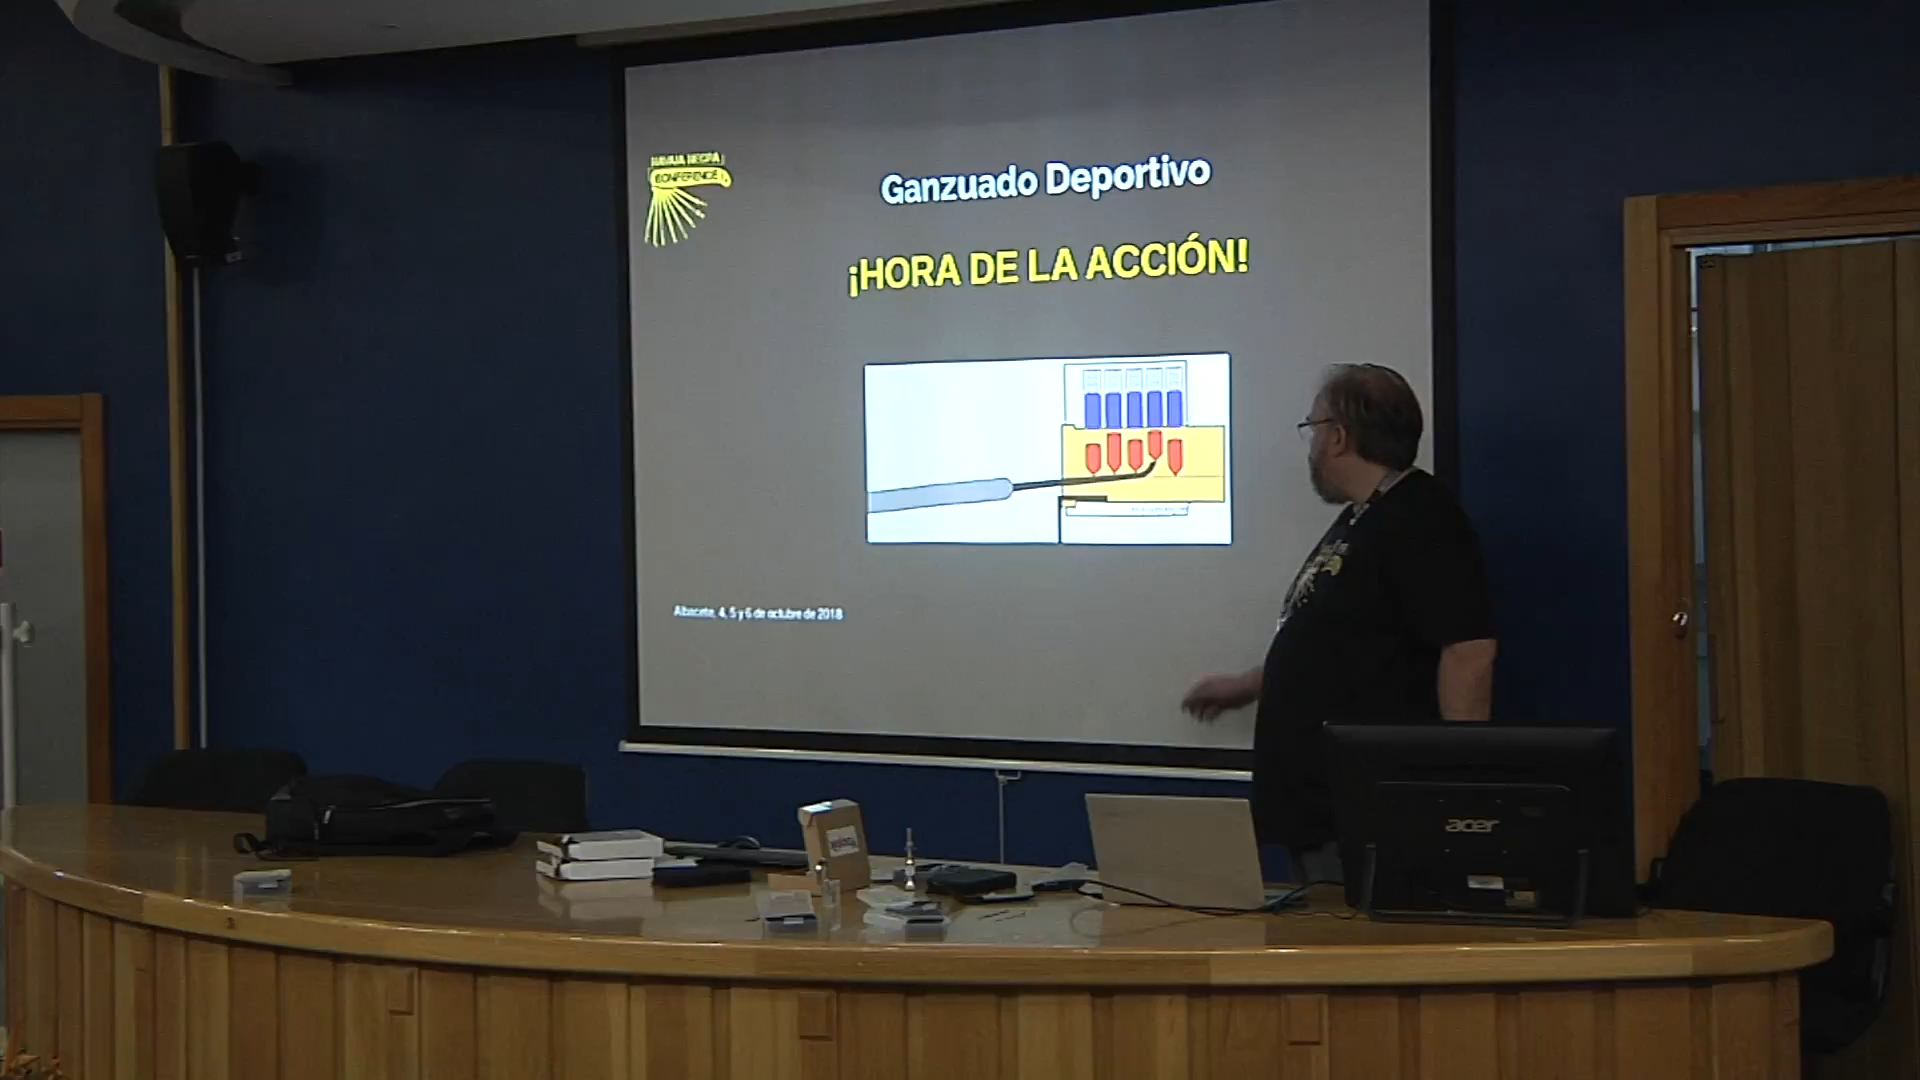 NAVAJA NEGRA
CONFERENCE
Ganzuado Deportivo
¡HORA DE LA ACCIÓN!
Albacete, 4, 5 y 6 de octubre de 2018
acer